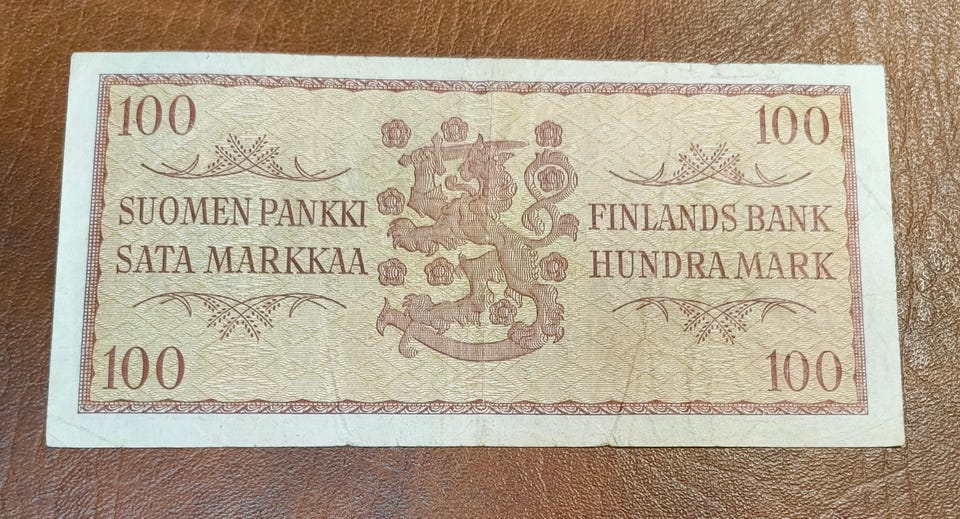 100
100
SUOMEN PANKKI
SATA MARKKAA
FINLANDS BANK
HUNDRA MARK
100
100